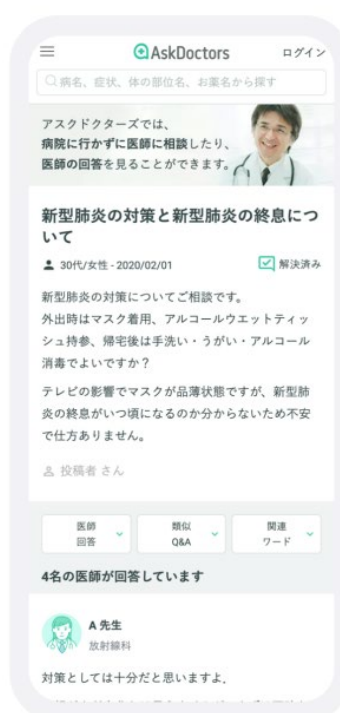 AskDoctors
ログイン
病名、症状、体の部位名、お薬名から探す
アスクドクターズでは、
病院に行かずに医師に相談したり、
医師の回答を見ることができます。
新型肺炎の対策と新型肺炎の終息につ
いて
30代/女性 - 2020/02/01
解決済み
新型肺炎の対策についてご相談です。
外出時はマスク着用、アルコールウエットティッ
シュ持参、帰宅後は手洗い・うがい・アルコール
消毒でよいですか？
テレビの影響でマスクが品薄状態ですが、新型肺
炎の終息がいつ頃になるのか分からないため不安
で仕方ありません。
投稿者 さん
医師
回答
類似
Q&A
関連
ワード
4名の医師が回答しています
A 先生
放射線科
対策としては十分だと思いますよ．